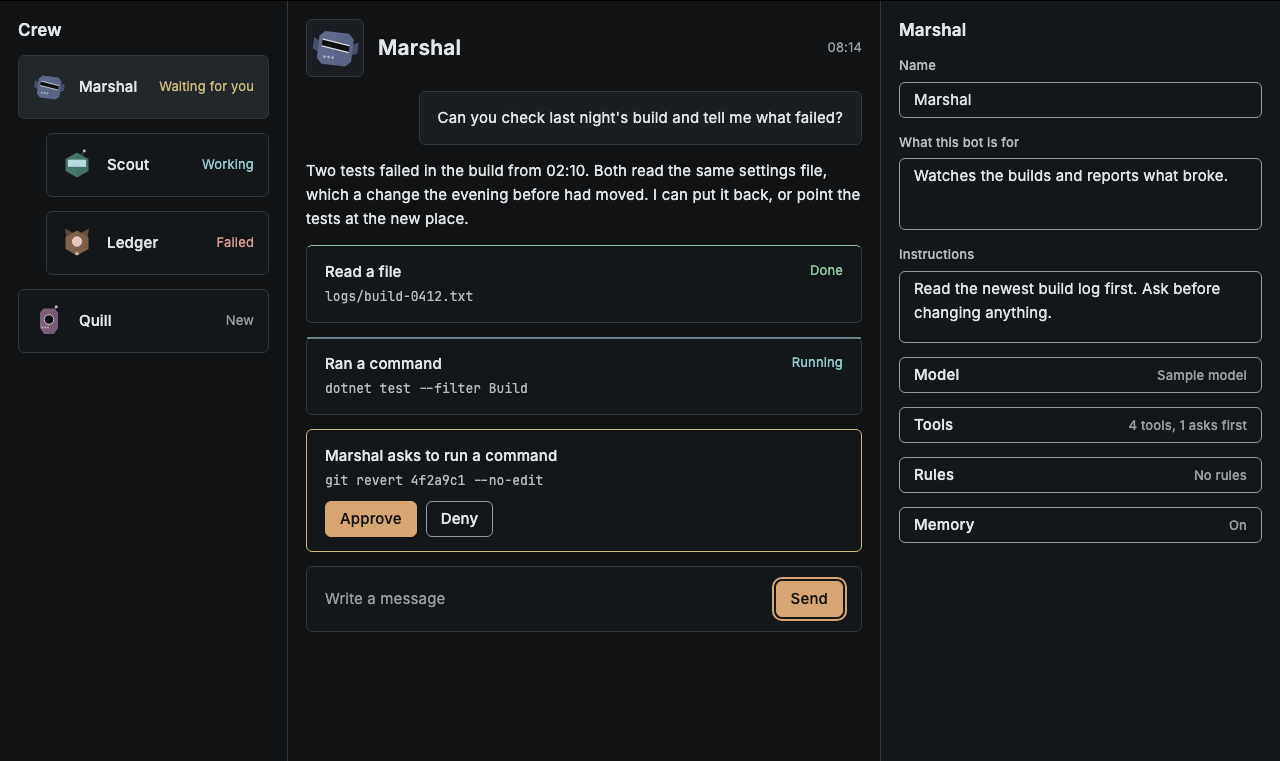 Crew
Marshal
Waiting for you
Scout
Working
Ledger
Failed
Quill
New
Marshal
08:14
Can you check last night's build and tell me what failed?
Two tests failed in the build from 02:10. Both read the same settings file,
which a change the evening before had moved. I can put it back, or point the
tests at the new place.
Read a file
Done
logs/build-0412.txt
Ran a command
Running
dotnet test --filter Build
Marshal asks to run a command
git revert 4f2a9c1 --no-edit
Approve
Deny
Write a message
Send
Marshal
Name
Marshal
What this bot is for
Watches the builds and reports what broke.
Instructions
Read the newest build log first. Ask before
changing anything.
Model
Sample model
Tools
4 tools, 1 asks first
Rules
No rules
Memory
On